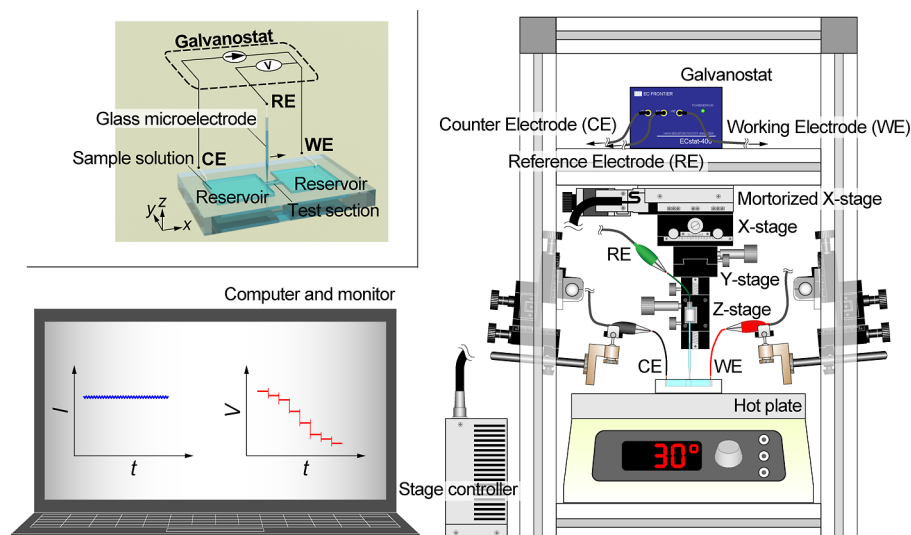 Galvanostat
V
RE
Glass microelectrode
WE
Sample solution
CE
Reservoir
Reservoir
Test section
z
y
x
Computer and monitor
I
t
V
t
Galvanostat
EC FRONTIER
ECstat-400
Counter Electrode (CE)
Working Electrode (WE)
Reference Electrode (RE)
S
Mortorized X-stage
X-stage
RE
Y-stage
Z-stage
CE
WE
Hot plate
30°
Stage controller